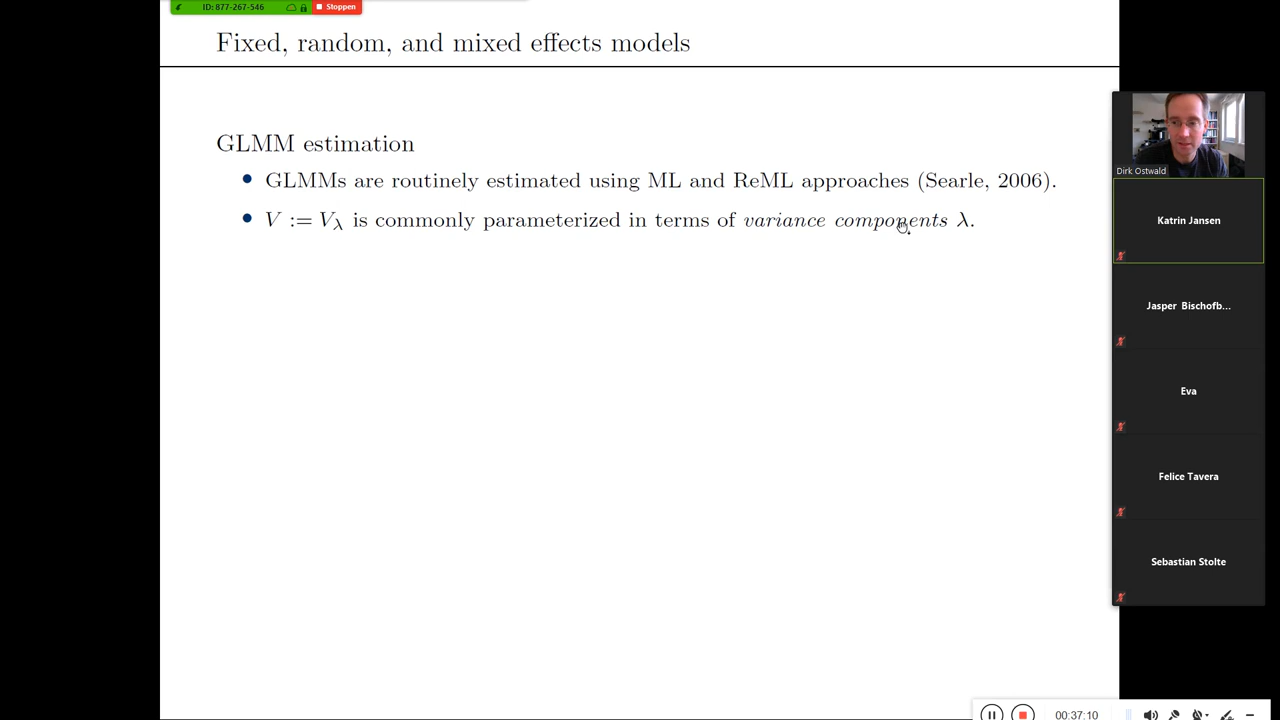 ID: 877-267-546 Stoppen
Fixed, random, and mixed effects models
GLMM estimation
GLMMs are routinely estimated using ML and ReML approaches (Searle, 2006).
V := Vλ is commonly parameterized in terms of variance components λ.
Dirk Ostwald
Katrin Jansen
Jasper Bischofb...
Eva
Felice Tavera
Sebastian Stolte
00:37:10